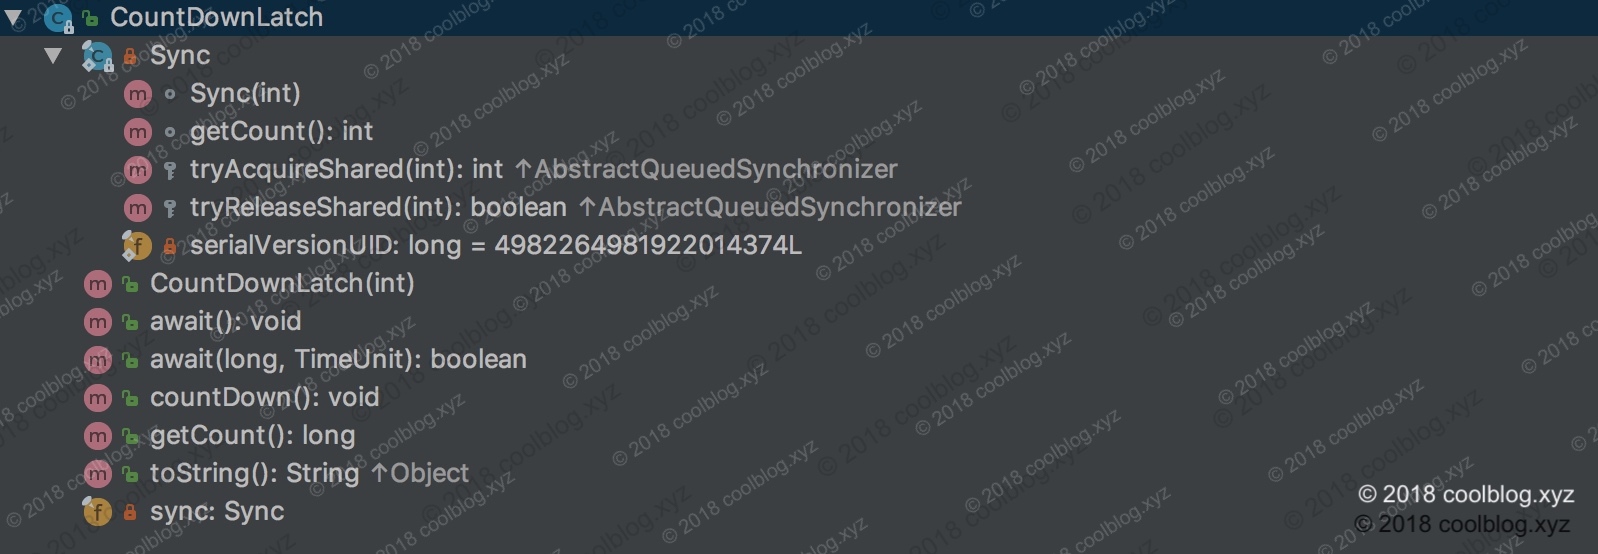 CountDownLatch
Sync
Sync(int)
getCount(): int
tryAcquireShared(int): int ↑AbstractQueuedSynchronizer
tryReleaseShared(int): boolean ↑AbstractQueuedSynchronizer
serialVersionUID: long = 4982264981922014374L
CountDownLatch(int)
await(): void
await(long, TimeUnit): boolean
countDown(): void
getCount(): long
toString(): String ↑Object
sync: Sync
© 2018 coolblog.xyz
© 2018 coolblog.xyz